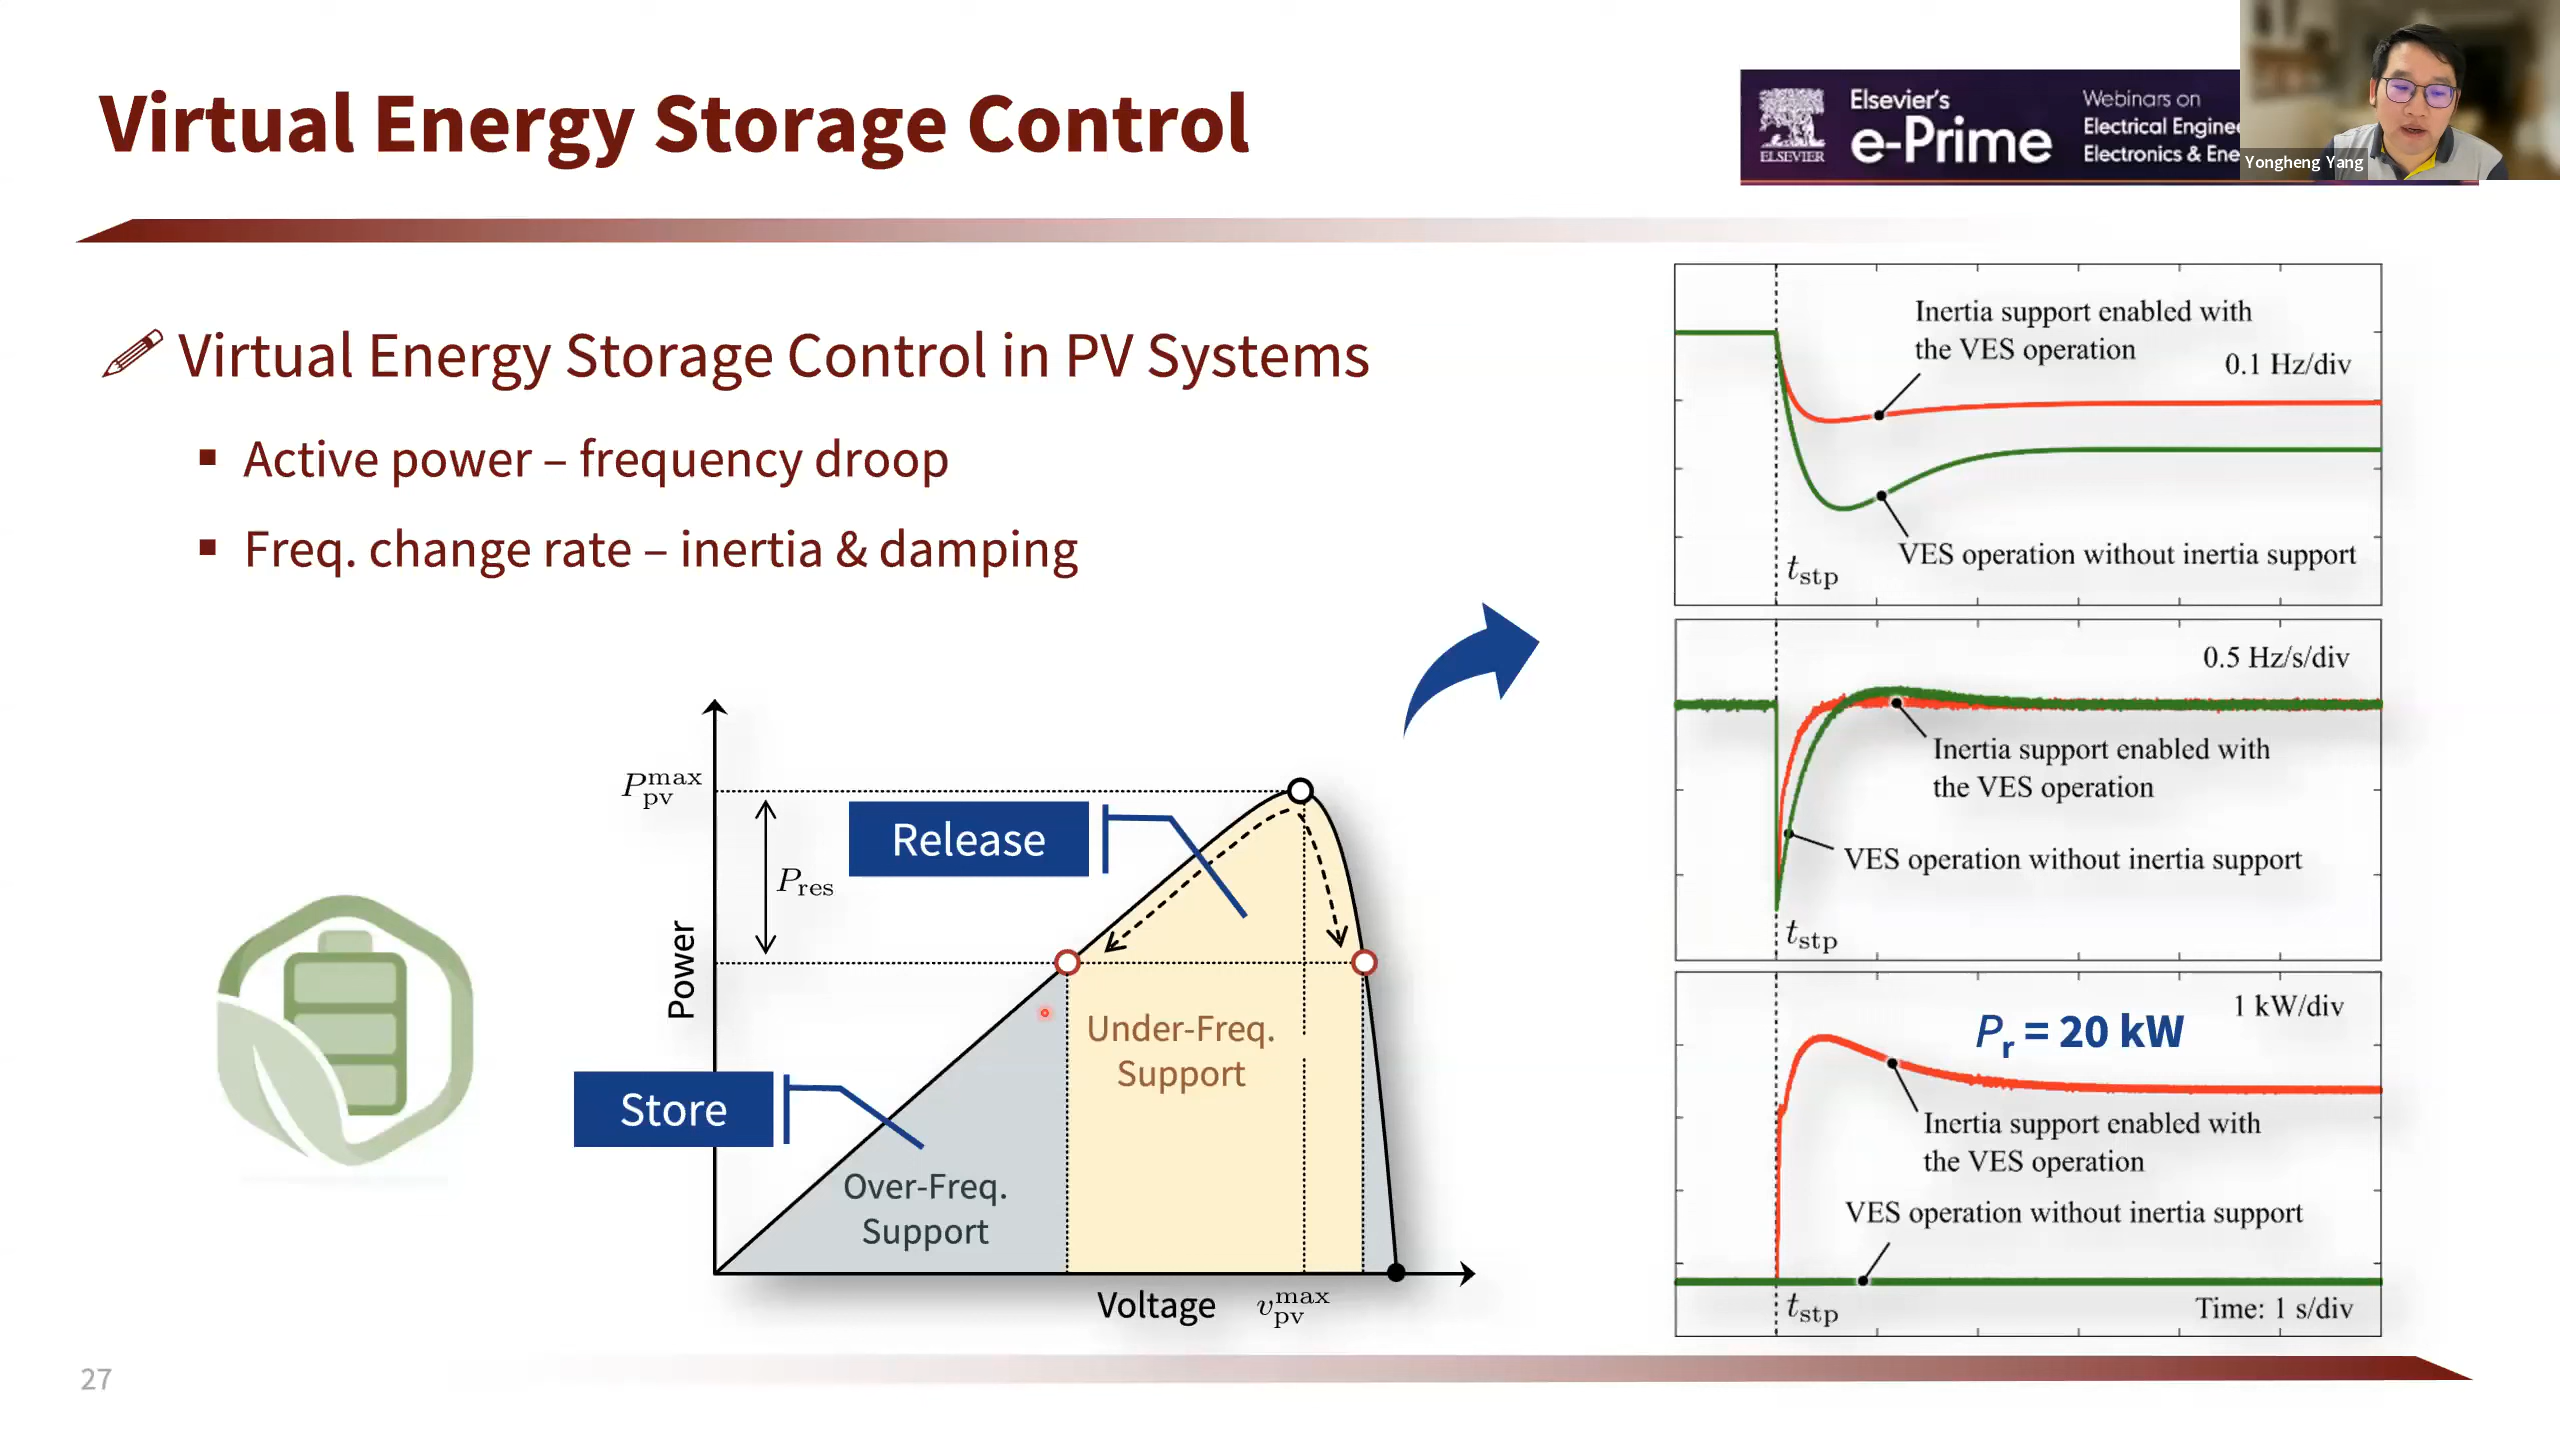 Virtual Energy Storage Control
ELSEVIER
Elsevier's
e-Prime
Webinars on
Electrical
Electronics &
Yongheng Yang
Virtual Energy Storage Control in PV Systems
Active power – frequency droop
Freq. change rate – inertia & damping
P_pv^max
P_res
Release
Store
Power
Under-Freq.
Support
Over-Freq.
Support
Voltage
v_pv^max
Inertia support enabled with
the VES operation
0.1 Hz/div
VES operation without inertia support
t_stp
0.5 Hz/s/div
Inertia support enabled with
the VES operation
VES operation without inertia support
t_stp
1 kW/div
P_r = 20 kW
Inertia support enabled with
the VES operation
VES operation without inertia support
t_stp
Time: 1 s/div
27